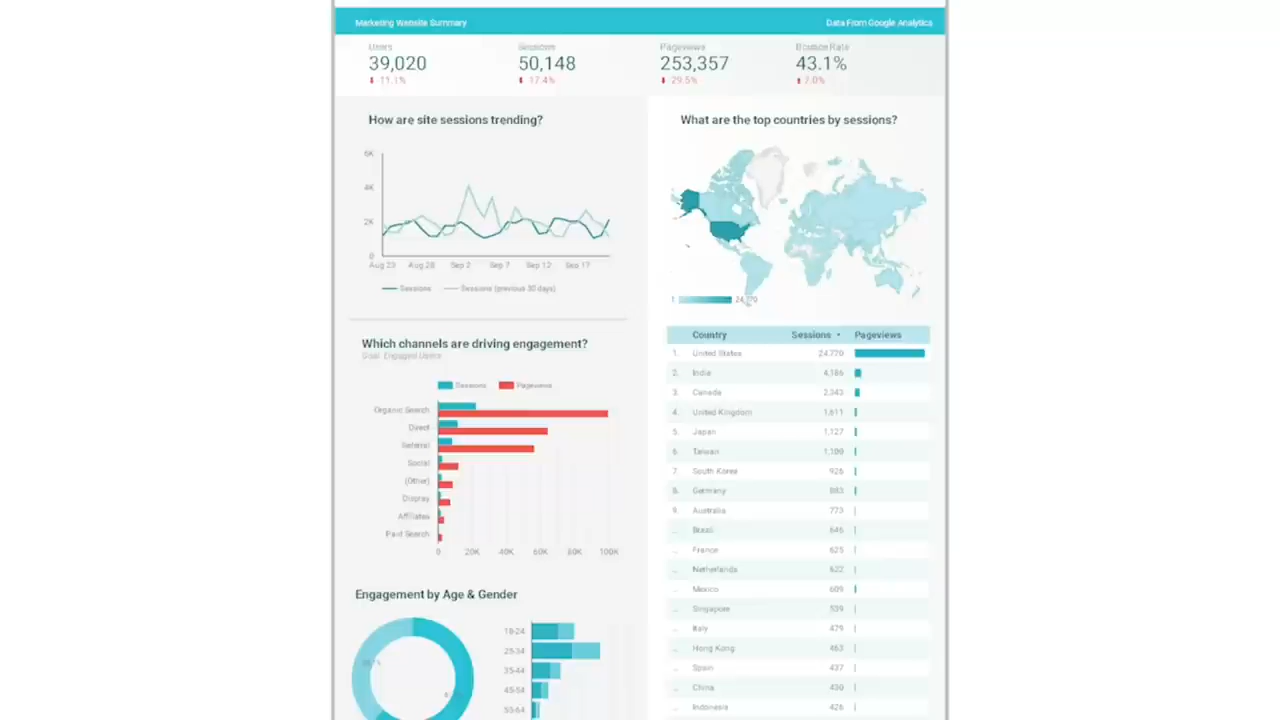 Marketing Website Summary
Data From Google Analytics
Users
Sessions
Pageviews
Bounce Rate
39,020
50,148
253,357
43.1%
11.1%
17.4%
29.5%
7.0%
How are site sessions trending?
6K
4K
2K
0
Aug 23 Aug 28 Sep 2 Sep 7 Sep 12 Sep 17
Sessions Sessions (previous 30 days)
Which channels are driving engagement?
Goal: Engaged Users
Sessions Pageviews
Organic Search
Direct
Referral
Social
(Other)
Display
Affiliates
Paid Search
0 20K 40K 60K 80K 100K
Engagement by Age & Gender
18-24
25-34
35-44
45-54
55-64
What are the top countries by sessions?
1 24,770
Country Sessions Pageviews
1. United States 24,770
2. India 4,186
3. Canada 2,343
4. United Kingdom 1,611
5. Japan 1,127
6. Taiwan
7. South Korea 926
8. Germany 883
9. Australia 773
... Brazil 646
... France 625
... Netherlands 622
... Mexico 609
... Singapore 539
... Italy 479
... Hong Kong 463
... Spain 437
... China 430
... Indonesia 426